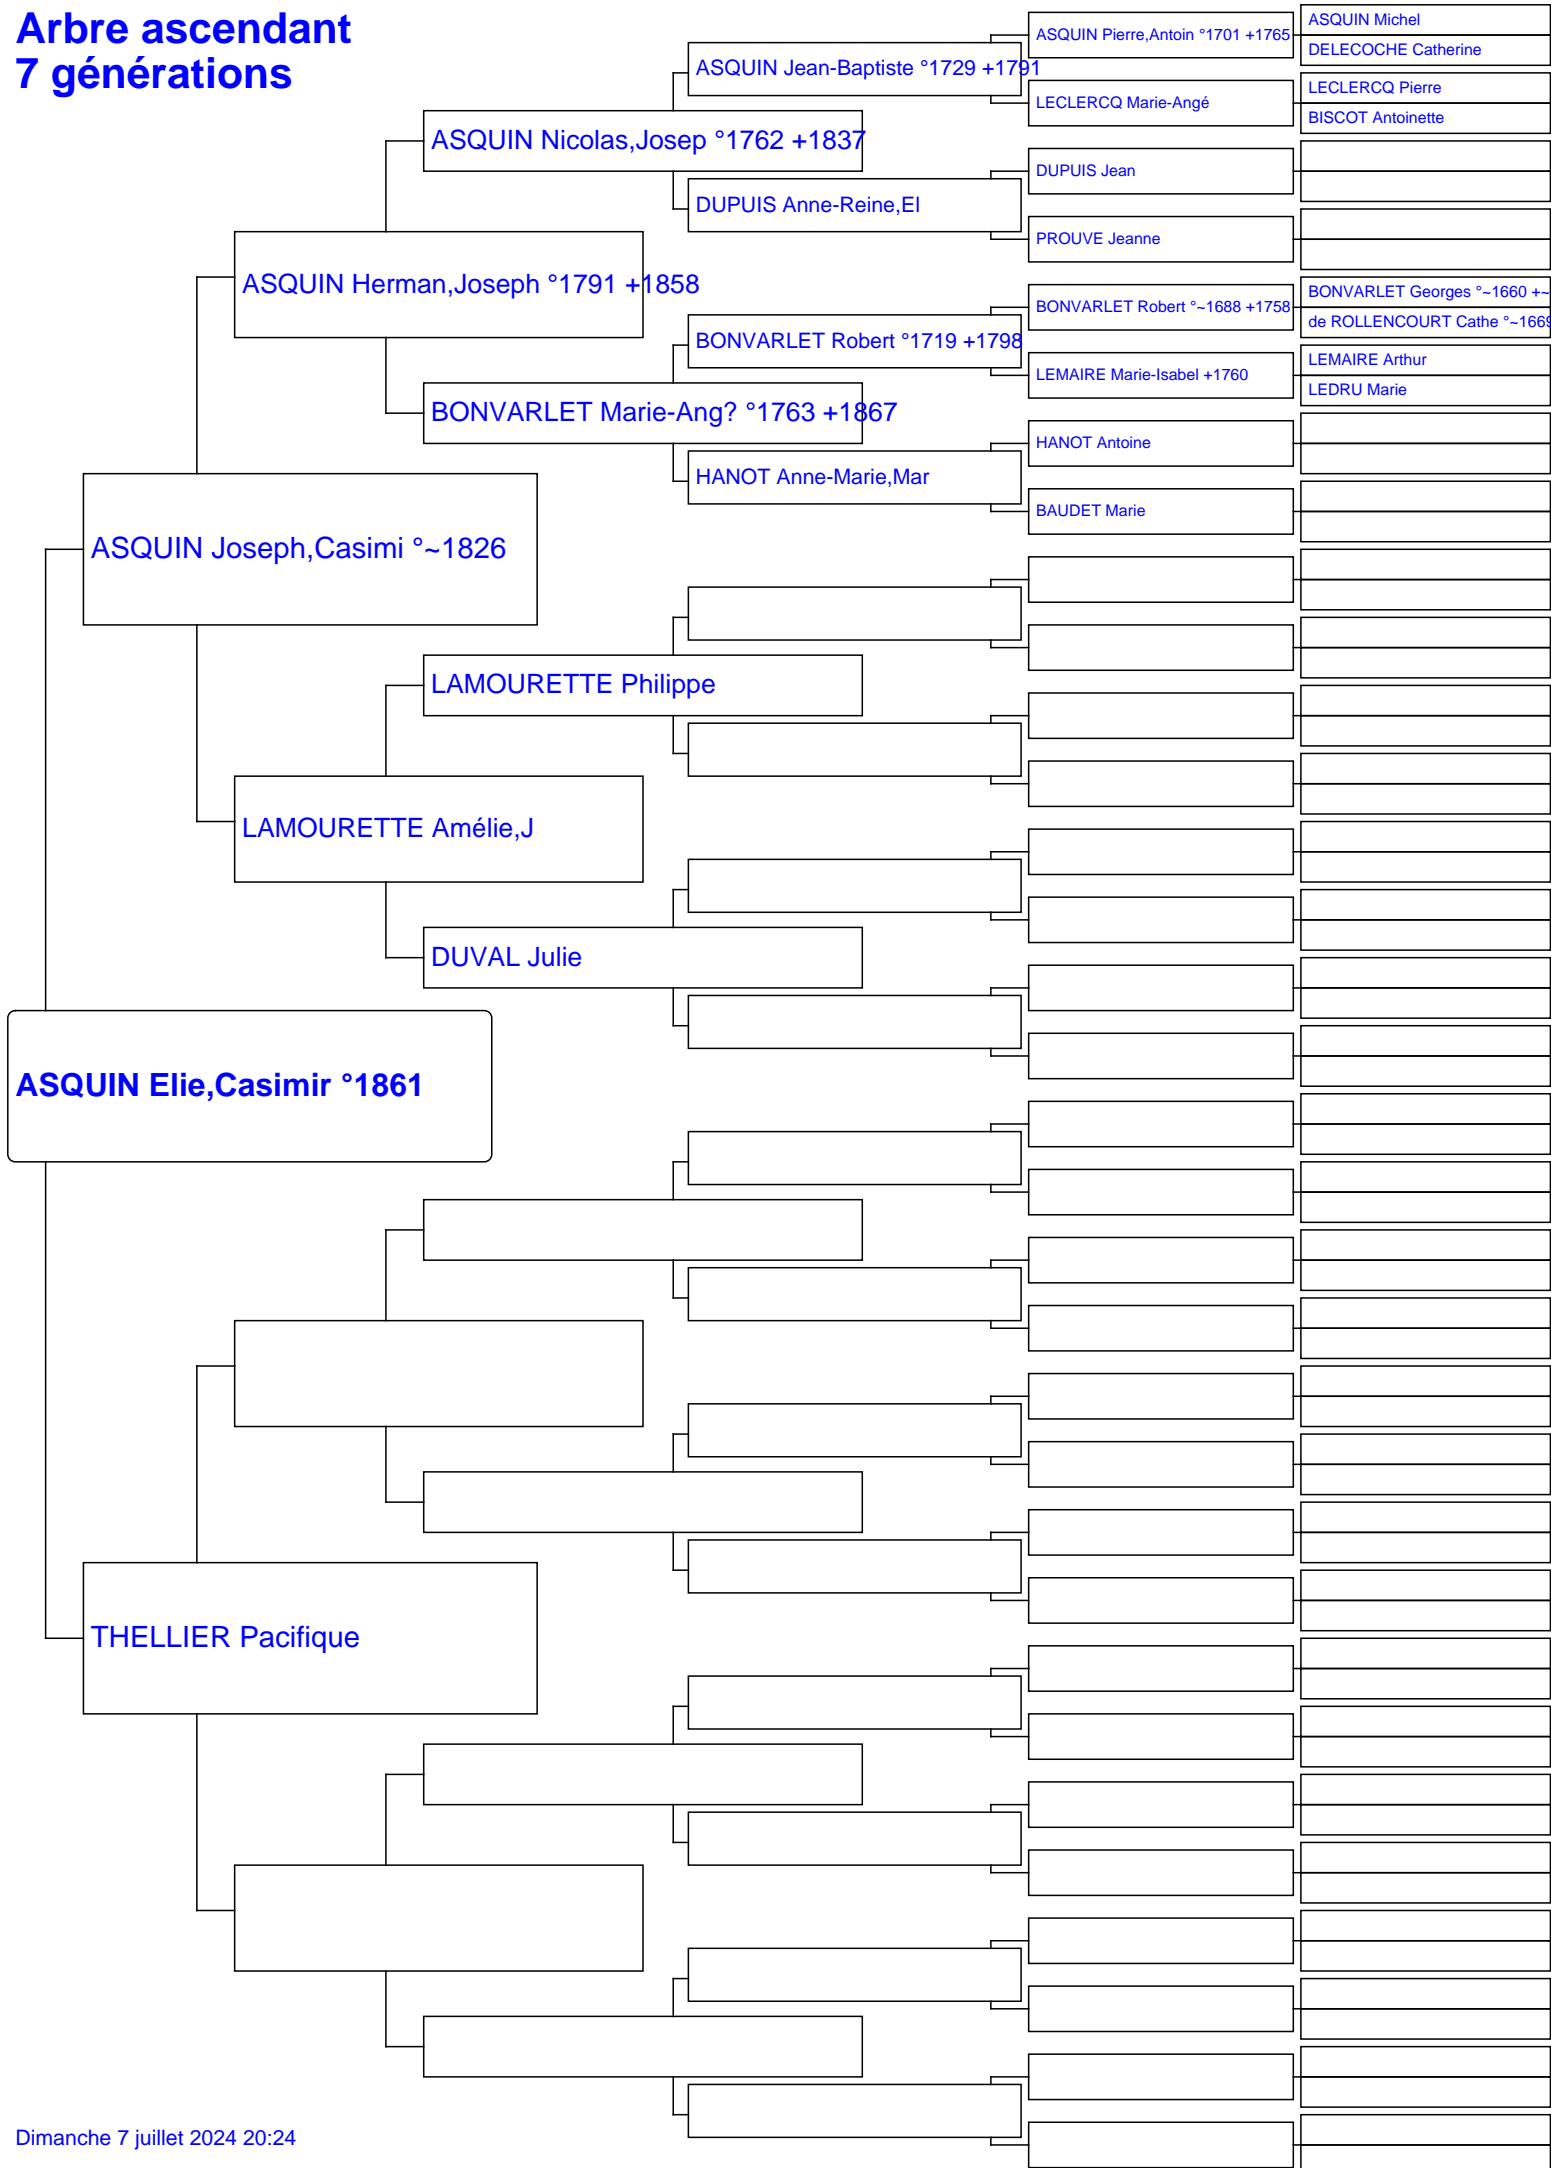 Arbre ascendant
7 générations
ASQUIN Elie,Casimir °1861
ASQUIN Joseph,Casimi °~1826
THELLIER Pacifique
ASQUIN Herman,Joseph °1791 +1858
LAMOURETTE Amélie,J
ASQUIN Nicolas,Josep °1762 +1837
BONVARLET Marie-Ang? °1763 +1867
LAMOURETTE Philippe
DUVAL Julie
ASQUIN Jean-Baptiste °1729 +1791
DUPUIS Anne-Reine,El
BONVARLET Robert °1719 +1798
HANOT Anne-Marie,Mar
ASQUIN Pierre,Antoin °1701 +1765
LECLERCQ Marie-Angé
DUPUIS Jean
PROUVE Jeanne
BONVARLET Robert °~1688 +1758
LEMAIRE Marie-Isabel +1760
HANOT Antoine
BAUDET Marie
ASQUIN Michel
DELECOCHE Catherine
LECLERCQ Pierre
BISCOT Antoinette
BONVARLET Georges °~1660 +~
de ROLLENCOURT Cathe °~1669
LEMAIRE Arthur
LEDRU Marie
Dimanche 7 juillet 2024 20:24